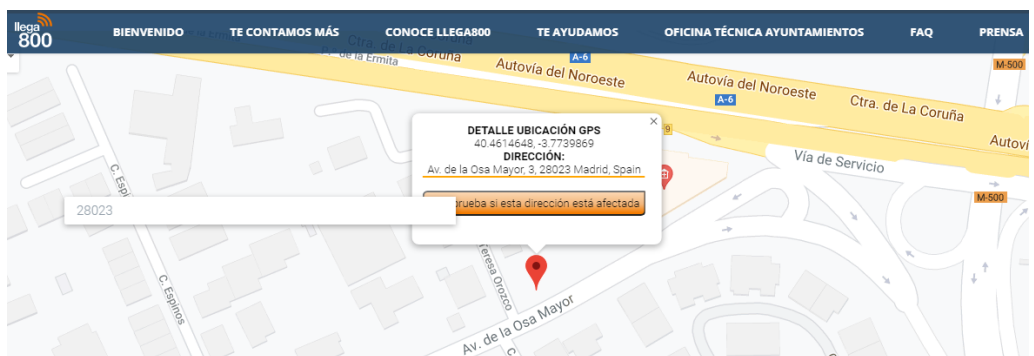 llega
800
BIENVENIDO
TE CONTAMOS MÁS
CONOCE LLEGA800
TE AYUDAMOS
OFICINA TÉCNICA AYUNTAMIENTOS
FAQ
PRENSA
Ctra. de La Coruña
P.º de la Ermita
A-6
Autovía del Noroeste
Autovía del Noroeste
A-6
Ctra. de La Coruña
M-500
Autoví
9
Vía de Servicio
M-500
DETALLE UBICACIÓN GPS
40.4614648, -3.7739869
DIRECCIÓN:
Av. de la Osa Mayor, 3, 28023 Madrid, Spain
prueba si esta dirección está afectada
C. Espi
28023
Teresa Orozco
C. Espinos
Av. de la Osa Mayor
C